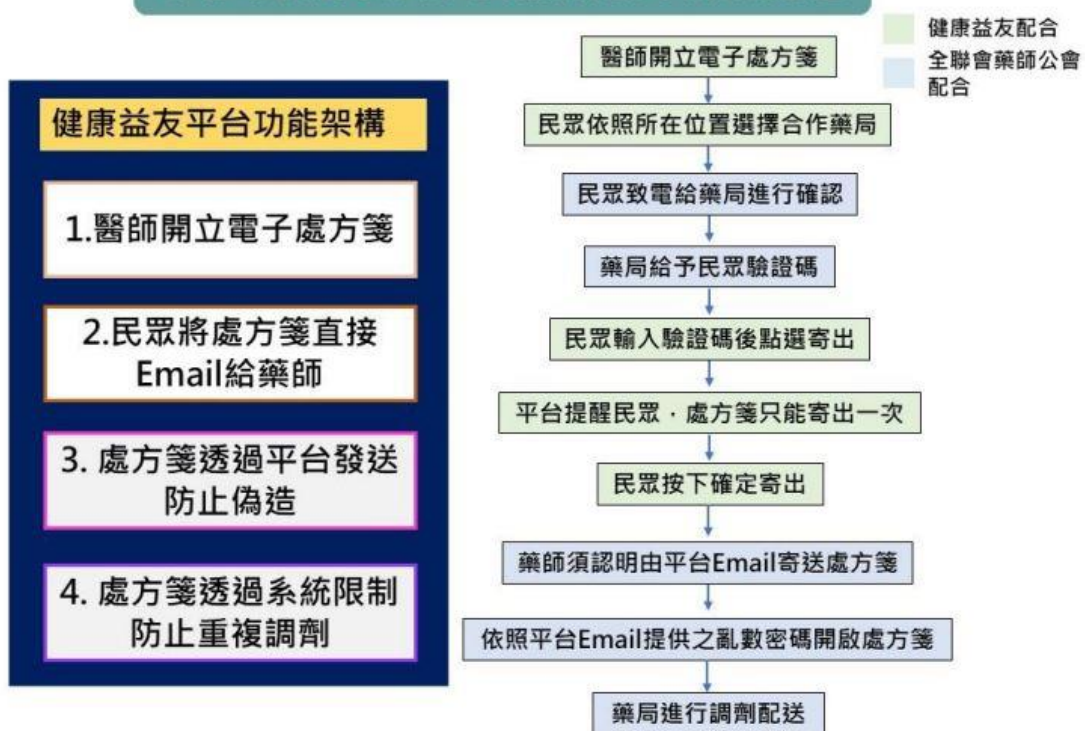 健康益友配合
全聯會藥師公會
配合
健康益友平台功能架構
1.醫師開立電子處方箋
2.民眾將處方箋直接
Email給藥師
3. 處方箋透過平台發送
防止偽造
4. 處方箋透過系統限制
防止重複調劑
醫師開立電子處方箋
民眾依照所在位置選擇合作藥局
民眾致電給藥局進行確認
藥局給予民眾驗證碼
民眾輸入驗證碼後點選寄出
平台提醒民眾，處方箋只能寄出一次
民眾按下確定寄出
藥師須認明由平台Email寄送處方箋
依照平台Email提供之亂數密碼開啟處方箋
藥局進行調劑配送